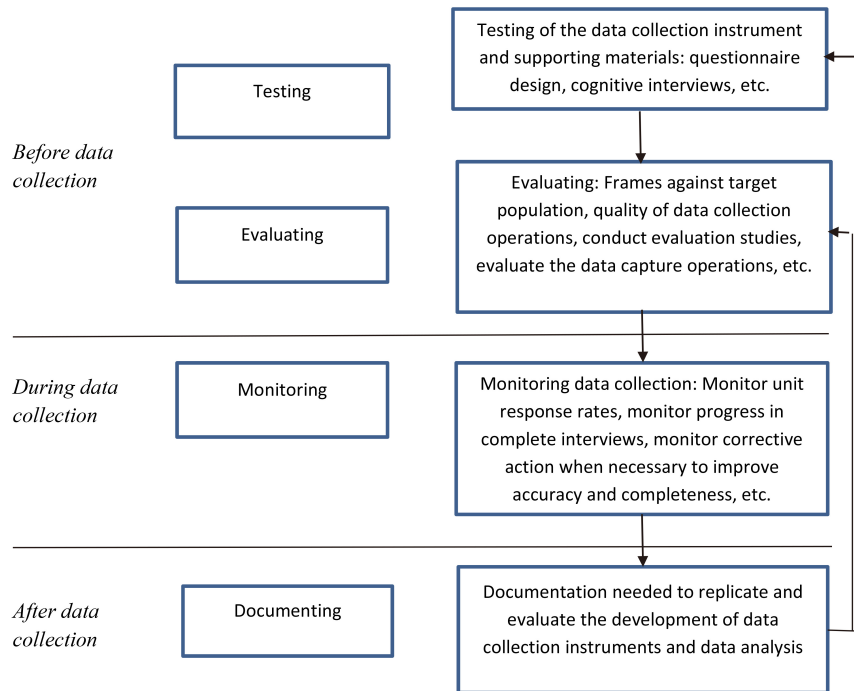 Testing of the data collection instrument
and supporting materials: questionnaire
design, cognitive interviews, etc.
Testing
Before data
collection
Evaluating: Frames against target
population, quality of data collection
operations, conduct evaluation studies,
evaluate the data capture operations, etc.
Evaluating
During data
collection
Monitoring
Monitoring data collection: Monitor unit
response rates, monitor progress in
complete interviews, monitor corrective
action when necessary to improve
accuracy and completeness, etc.
After data
collection
Documenting
Documentation needed to replicate and
evaluate the development of data
collection instruments and data analysis